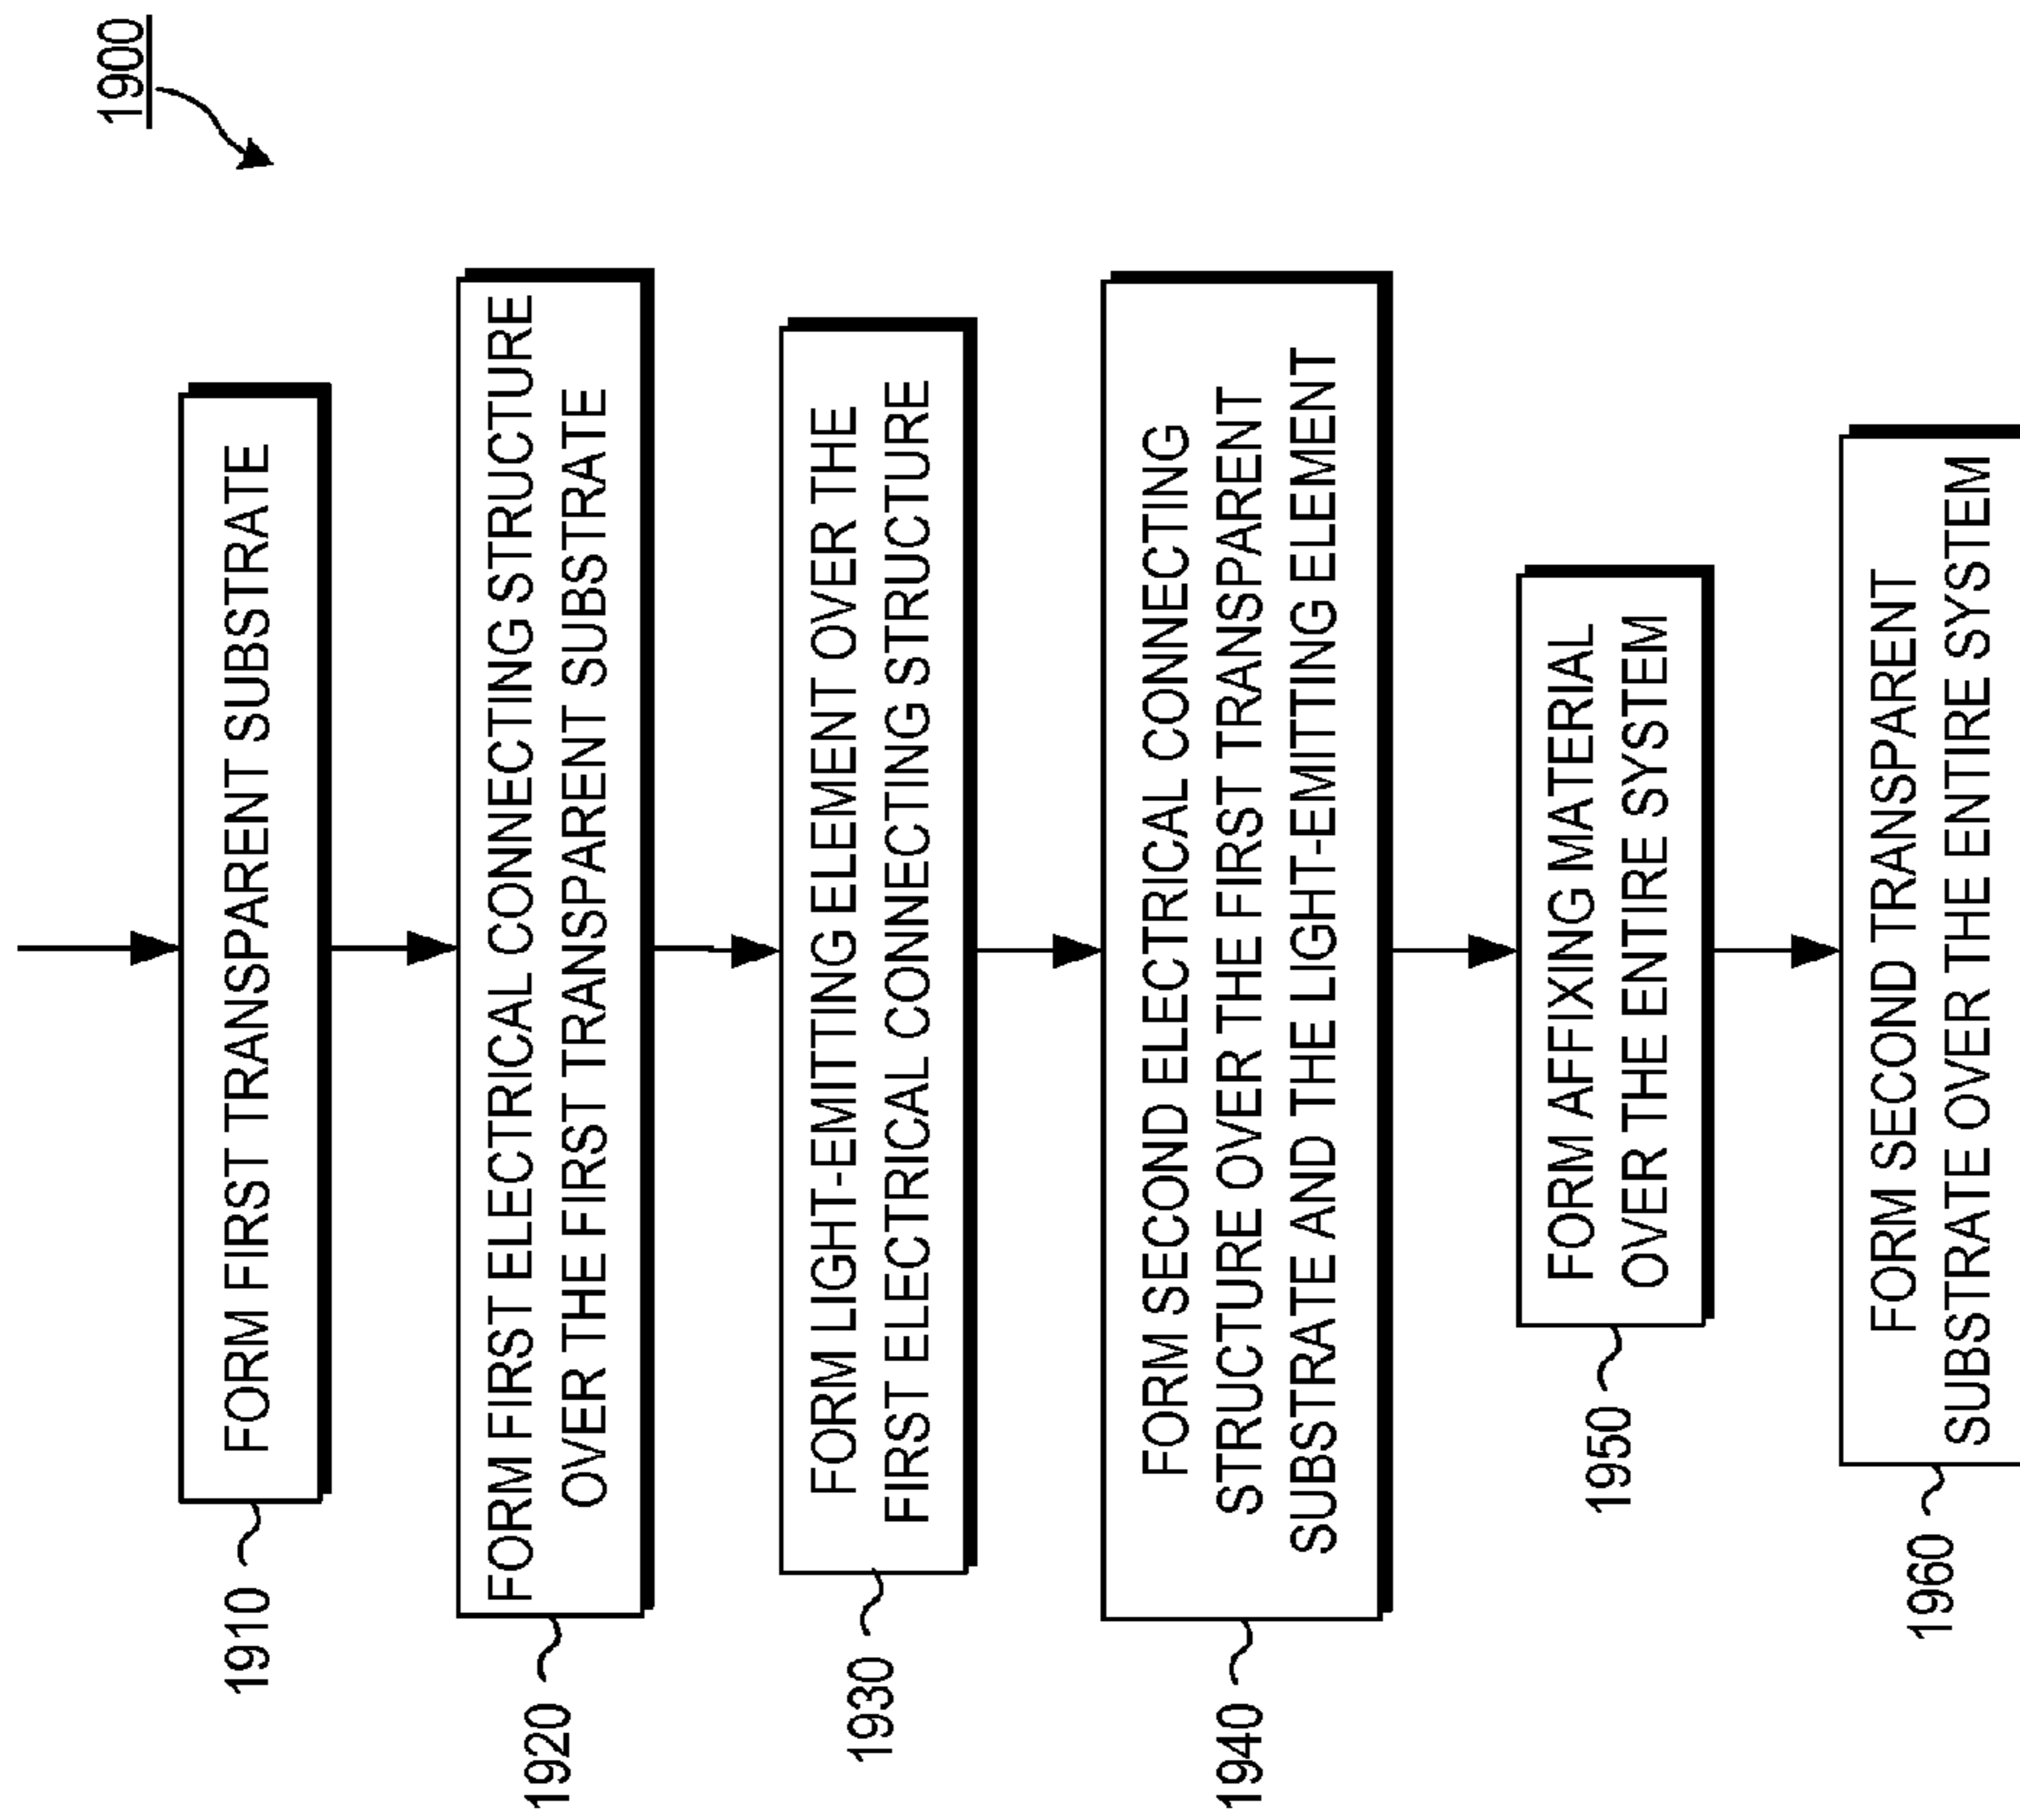 1900
FORM FIRST TRANSPARENT SUBSTRATE
1910
FORM FIRST ELECTRICAL CONNECTING STRUCTURE
OVER THE FIRST TRANSPARENT SUBSTRATE
1920
FORM LIGHT-EMITTING ELEMENT OVER THE
FIRST ELECTRICAL CONNECTING STRUCTURE
1930
FORM SECOND ELECTRICAL CONNECTING
STRUCTURE OVER THE FIRST TRANSPARENT
SUBSTRATE AND THE LIGHT-EMITTING ELEMENT
1940
FORM AFFIXING MATERIAL
OVER THE ENTIRE SYSTEM
1950
FORM SECOND TRANSPARENT
SUBSTRATE OVER THE ENTIRE SYSTEM
1960